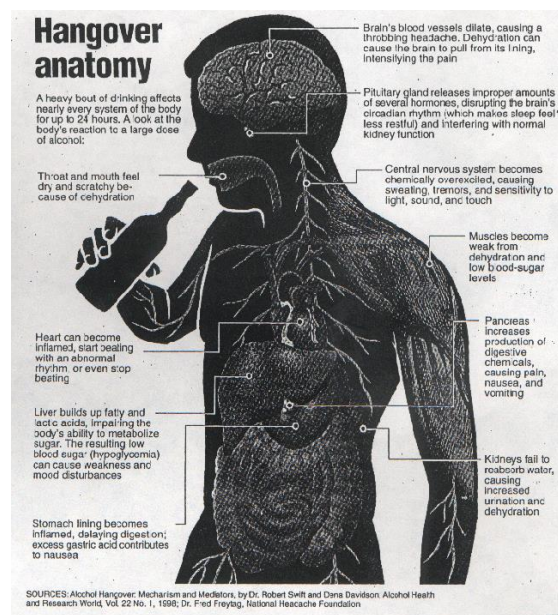 Hangover
anatomy
A heavy bout of drinking affects
nearly every system of the body
for up to 24 hours. A look at the
body's reaction to a large dose
of alcohol:
Brain's blood vessels dilate, causing a
throbbing headache. Dehydration can
cause the brain to pull from its lining,
intensifying the pain
Pituitary gland releases improper amounts
of several hormones, disrupting the brain's
circadian rhythm (which makes sleep feel
less restful) and interfering with normal
kidney function
Throat and mouth feel
dry and scratchy be-
cause of dehydration
Central nervous system becomes
chemically overexcited, causing
sweating, tremors, and sensitivity to
light, sound, and touch
Muscles become
weak from
dehydration and
low blood-sugar
levels
Heart can become
inflamed, start beating
with an abnormal
rhythm, or even stop
beating
Pancreas
increases
production of
digestive
chemicals,
causing pain,
nausea, and
vomiting
Liver builds up fatty and
lactic acids, impairing the
body's ability to metabolize
sugar. The resulting low
blood sugar (hypoglycemia)
can cause weakness and
mood disturbances
Kidneys fail to
reabsorb water,
causing
increased
urination and
dehydration
Stomach lining becomes
inflamed, delaying digestion;
excess gastric acid contributes
to nausea
SOURCES: Alcohol Hangover: Mechanism and Mediators, by Dr. Robert Swift and Dena Davidson. Alcohol Health
and Research World, Vol. 22 No. 1, 1998; Dr. Fred Freytag, National Heacache Foundation